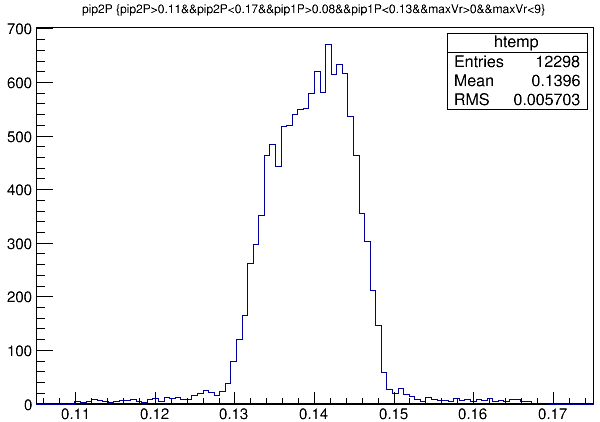 pip2P {pip2P>0.11&&pip2P<0.17&&pip1P>0.08&&pip1P<0.13&&maxVr>0&&maxVr<9}
htemp
Entries 12298
Mean 0.1396
RMS 0.005703
700
600
500
400
300
200
100
0
0.11 0.12 0.13 0.14 0.15 0.16 0.17